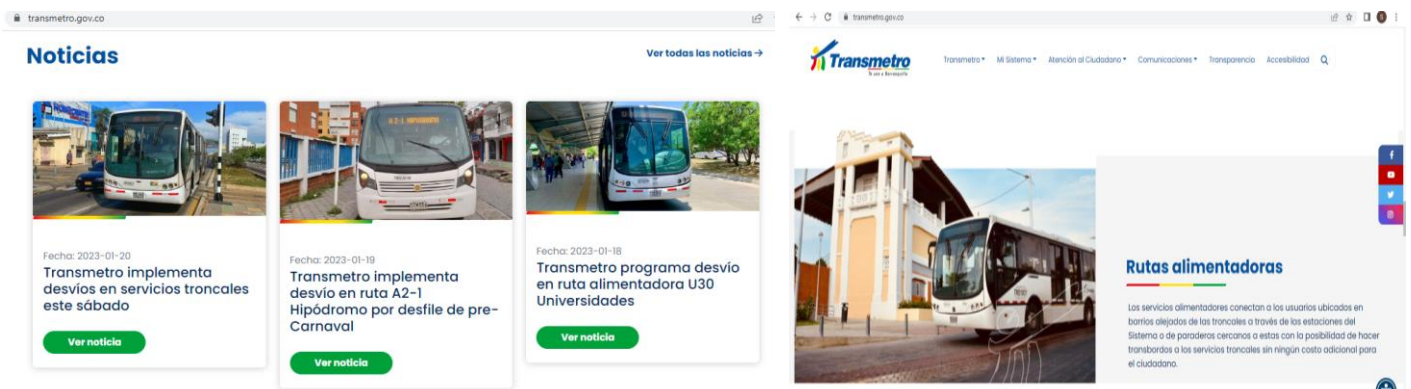 transmetro.gov.co
Noticias
Ver todas las noticias →
Fecha: 2023-01-20
Transmetro implementa
desvíos en servicios troncales
este sábado
Ver noticia
A2-1 HIPODROMO
Fecha: 2023-01-19
Transmetro implementa
desvío en ruta A2-1
Hipódromo por desfile de pre-
Carnaval
Ver noticia
Fecha: 2023-01-18
Transmetro programa desvío
en ruta alimentadora U30
Universidades
Ver noticia
transmetro.gov.co
Transmetro
Transmetro
Mi Sistema
Atención al Ciudadano
Comunicaciones
Transparencia
Accesibilidad
Rutas alimentadoras
Los servicios alimentadores conectan a los usuarios ubicados en
barrios alejados de las troncales a través de las estaciones del
Sistema o de paraderos cercanos a estas con la posibilidad de hacer
transbordos a los servicios troncales sin ningún costo adicional para
el ciudadano.